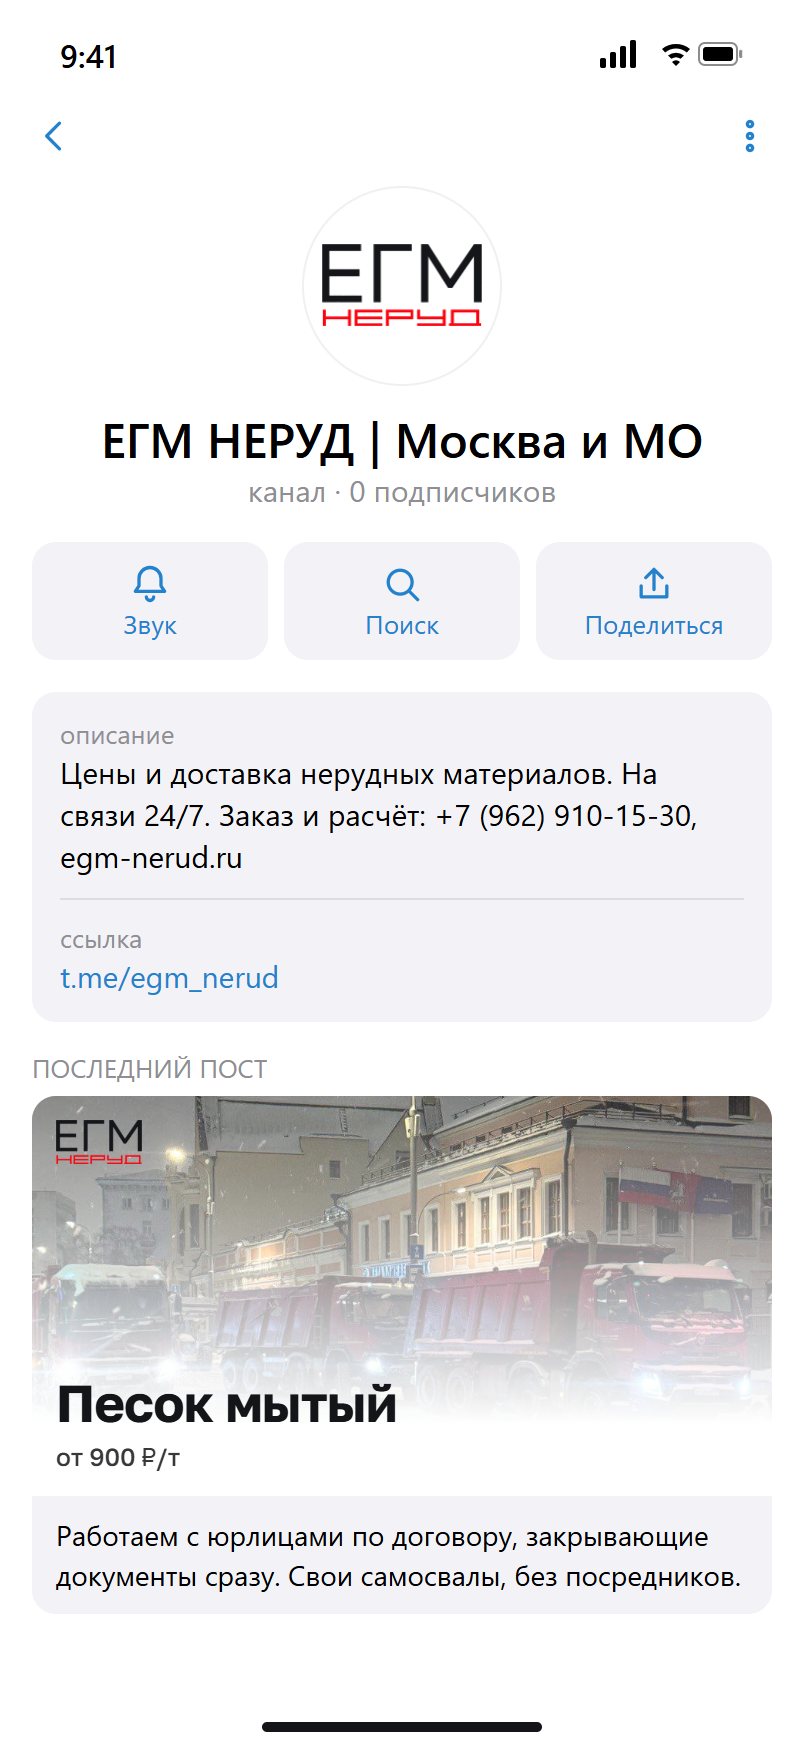 9:41
ЕГМ
НЕРУД
ЕГМ НЕРУД | Москва и МО
канал · 0 подписчиков
Звук
Поиск
Поделиться
описание
Цены и доставка нерудных материалов. На
связи 24/7. Заказ и расчёт: +7 (962) 910-15-30,
egm-nerud.ru
ссылка
t.me/egm_nerud
ПОСЛЕДНИЙ ПОСТ
ЕГМ
НЕРУД
Песок мытый
от 900 ₽/т
Работаем с юрлицами по договору, закрывающие
документы сразу. Свои самосвалы, без посредников.